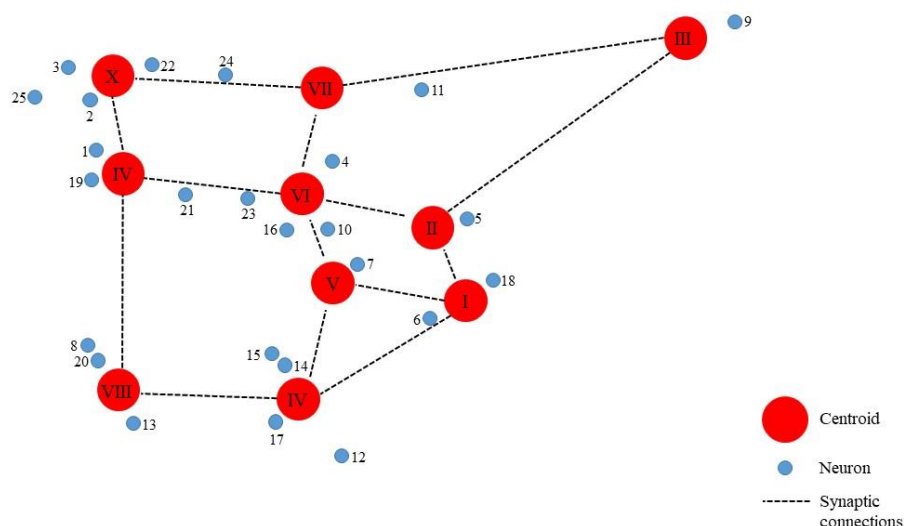 9
III
22
24
3
X
VII
11
25
2
1
4
IV
19
VI
21
23
5
II
16
10
7
18
V
I
6
8
15
20
14
VIII
IV
13
17
Centroid
12
Neuron
Synaptic
connections